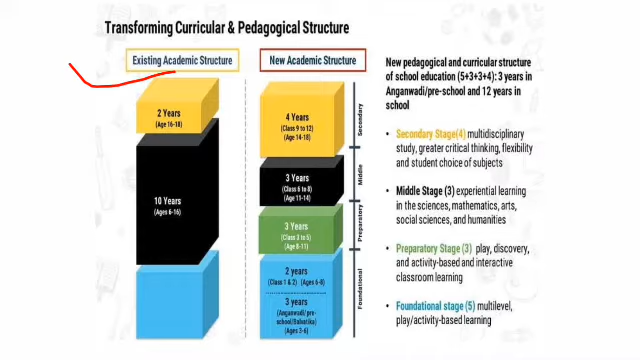 Transforming Curricular & Pedagogical Structure
Existing Academic Structure
2 Years
(Age 16-18)
10 Years
(Ages 6-16)
New Academic Structure
4 Years
(Class 9 to 12)
(Age 14-18)
3 Years
(Class 6 to 8)
(Age 11-14)
3 Years
(Class 3 to 5)
(Age 8-11)
2 years
(Class 1 & 2) (Ages 6-8)
3 years
(Anganwadi/pre-
school/Balvatika)
(Ages 3-6)
Secondary
Middle
Preparatory
Foundational
New pedagogical and curricular structure
of school education (5+3+3+4): 3 years in
Anganwadi/pre-school and 12 years in
school
• Secondary Stage(4) multidisciplinary
study, greater critical thinking, flexibility
and student choice of subjects
• Middle Stage (3) experiential learning
in the sciences, mathematics, arts,
social sciences, and humanities
• Preparatory Stage (3) play, discovery,
and activity-based and interactive
classroom learning
• Foundational stage (5) multilevel,
play/activity-based learning